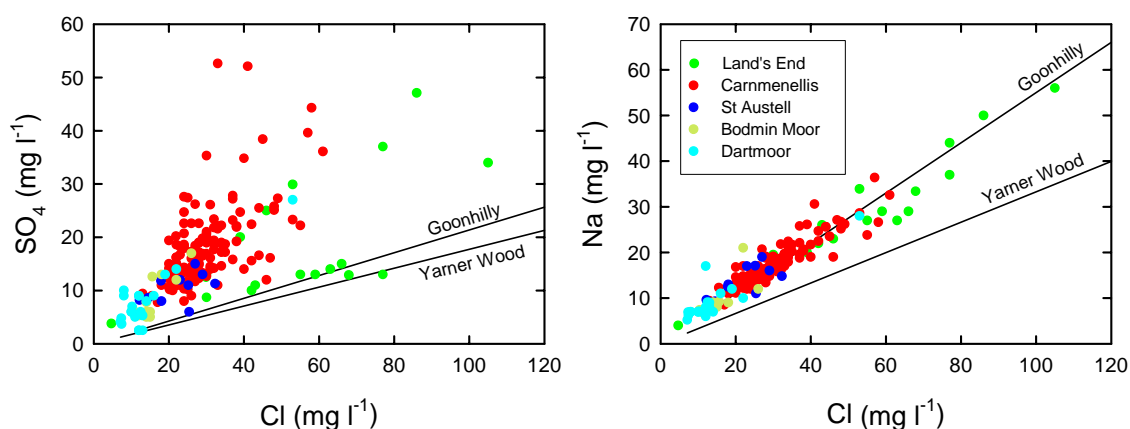 60
50
40
30
20
10
0
SO4 (mg l-1)
0 20 40 60 80 100 120
Cl (mg l-1)
Goonhilly
Yarner Wood
70
60
50
40
30
20
10
0
Na (mg l-1)
0 20 40 60 80 100 120
Cl (mg l-1)
Land's End
Carnmenellis
St Austell
Bodmin Moor
Dartmoor
Goonhilly
Yarner Wood